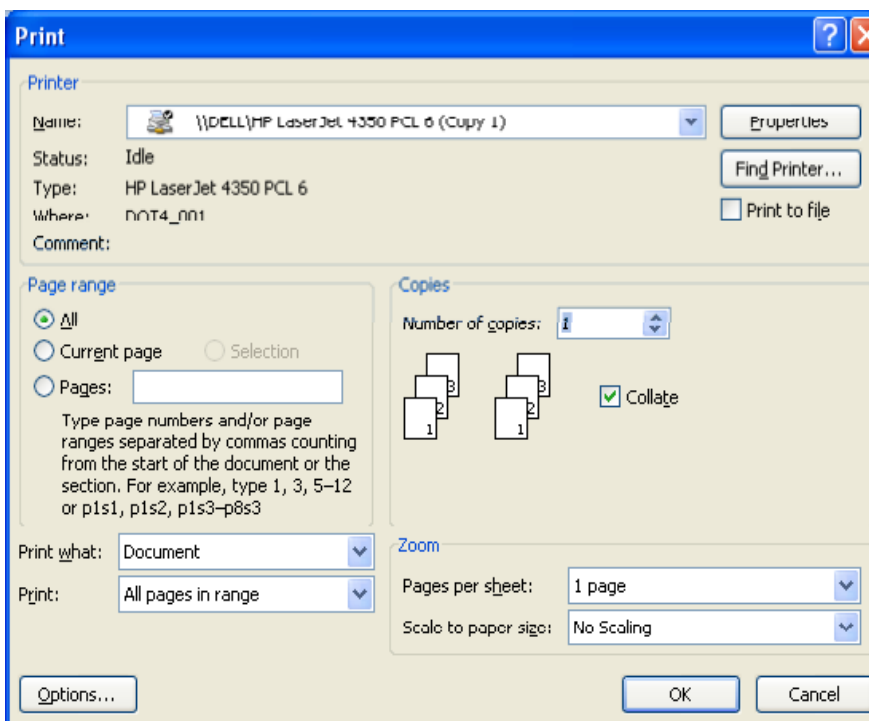 Print
Printer
Name: \\DELL\HP LaserJet 4350 PCL 6 (Copy 1) Properties
Status: Idle
Find Printer...
Type: HP LaserJet 4350 PCL 6
Where: DOT4_001 Print to file
Comment:
Page range
All
Current page Selection
Pages:
Type page numbers and/or page
ranges separated by commas counting
from the start of the document or the
section. For example, type 1, 3, 5–12
or p1s1, p1s2, p1s3–p8s3
Copies
Number of copies: 1
3 3
2 2
1 1
Collate
Print what: Document
Print: All pages in range
Zoom
Pages per sheet: 1 page
Scale to paper size: No Scaling
Options... OK Cancel